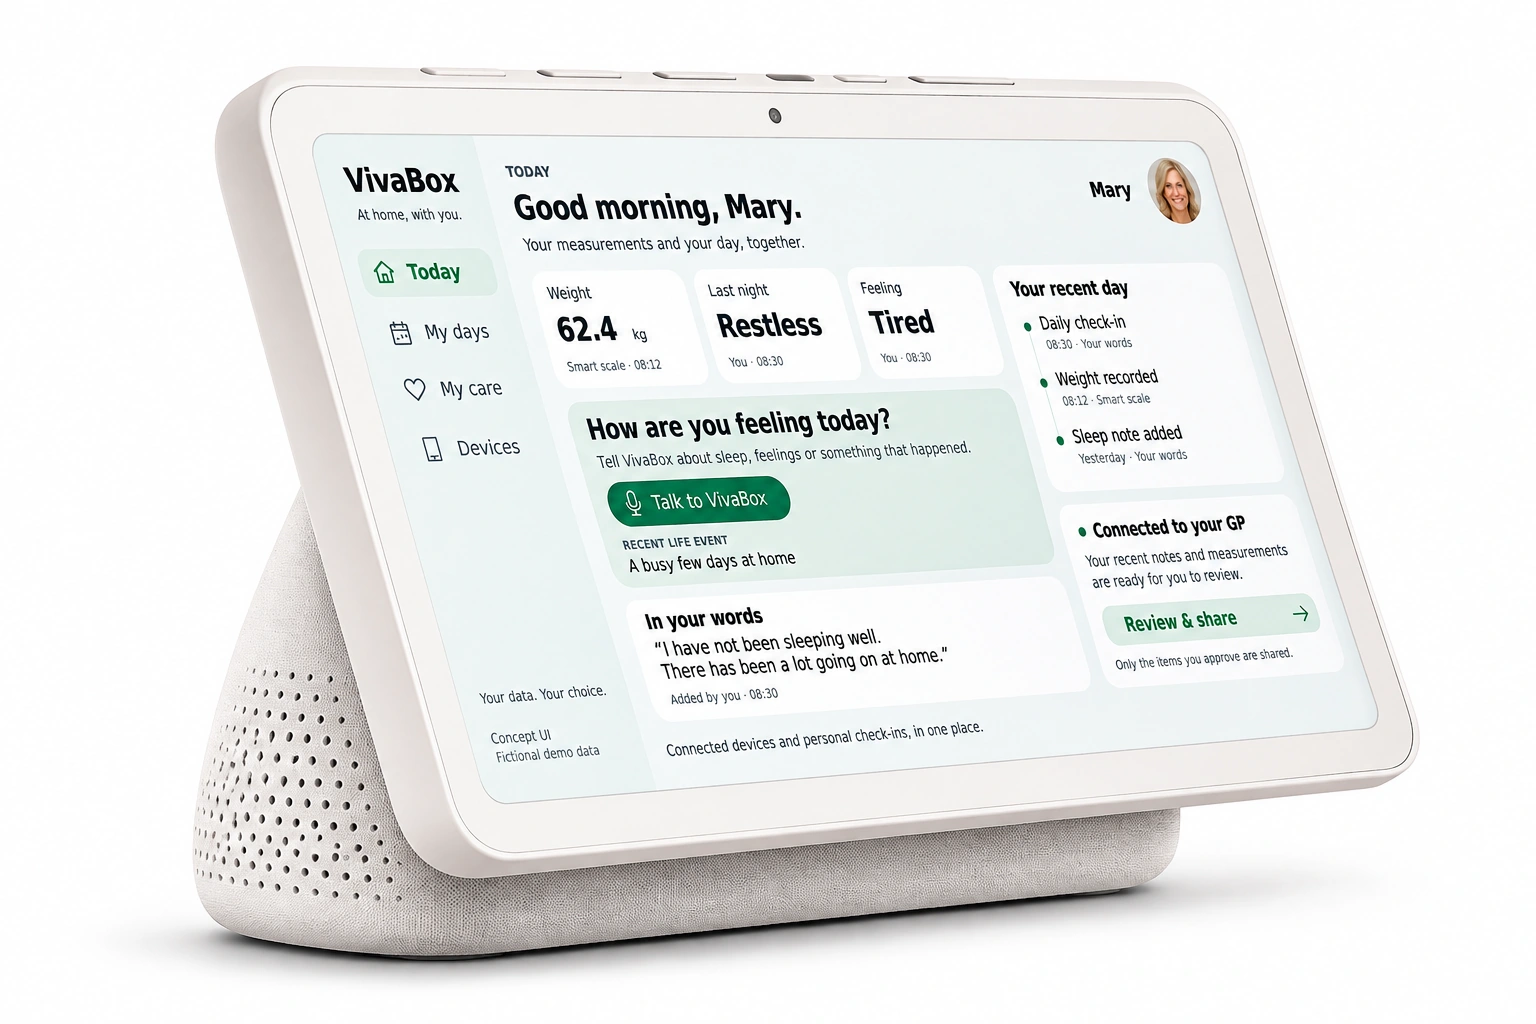 VivaBox
At home, with you.
Today
My days
My care
Devices
Your data. Your choice.
Concept UI
Fictional demo data
TODAY
Good morning, Mary.
Your measurements and your day, together.
Mary
Weight
62.4 kg
Smart scale · 08:12
Last night
Restless
You · 08:30
Feeling
Tired
You · 08:30
How are you feeling today?
Tell VivaBox about sleep, feelings or something that happened.
Talk to VivaBox
RECENT LIFE EVENT
A busy few days at home
In your words
“I have not been sleeping well.
There has been a lot going on at home.”
Added by you · 08:30
Connected devices and personal check-ins, in one place.
Your recent day
Daily check-in
08:30 · Your words
Weight recorded
08:12 · Smart scale
Sleep note added
Yesterday · Your words
Connected to your GP
Your recent notes and measurements
are ready for you to review.
Review & share
Only the items you approve are shared.